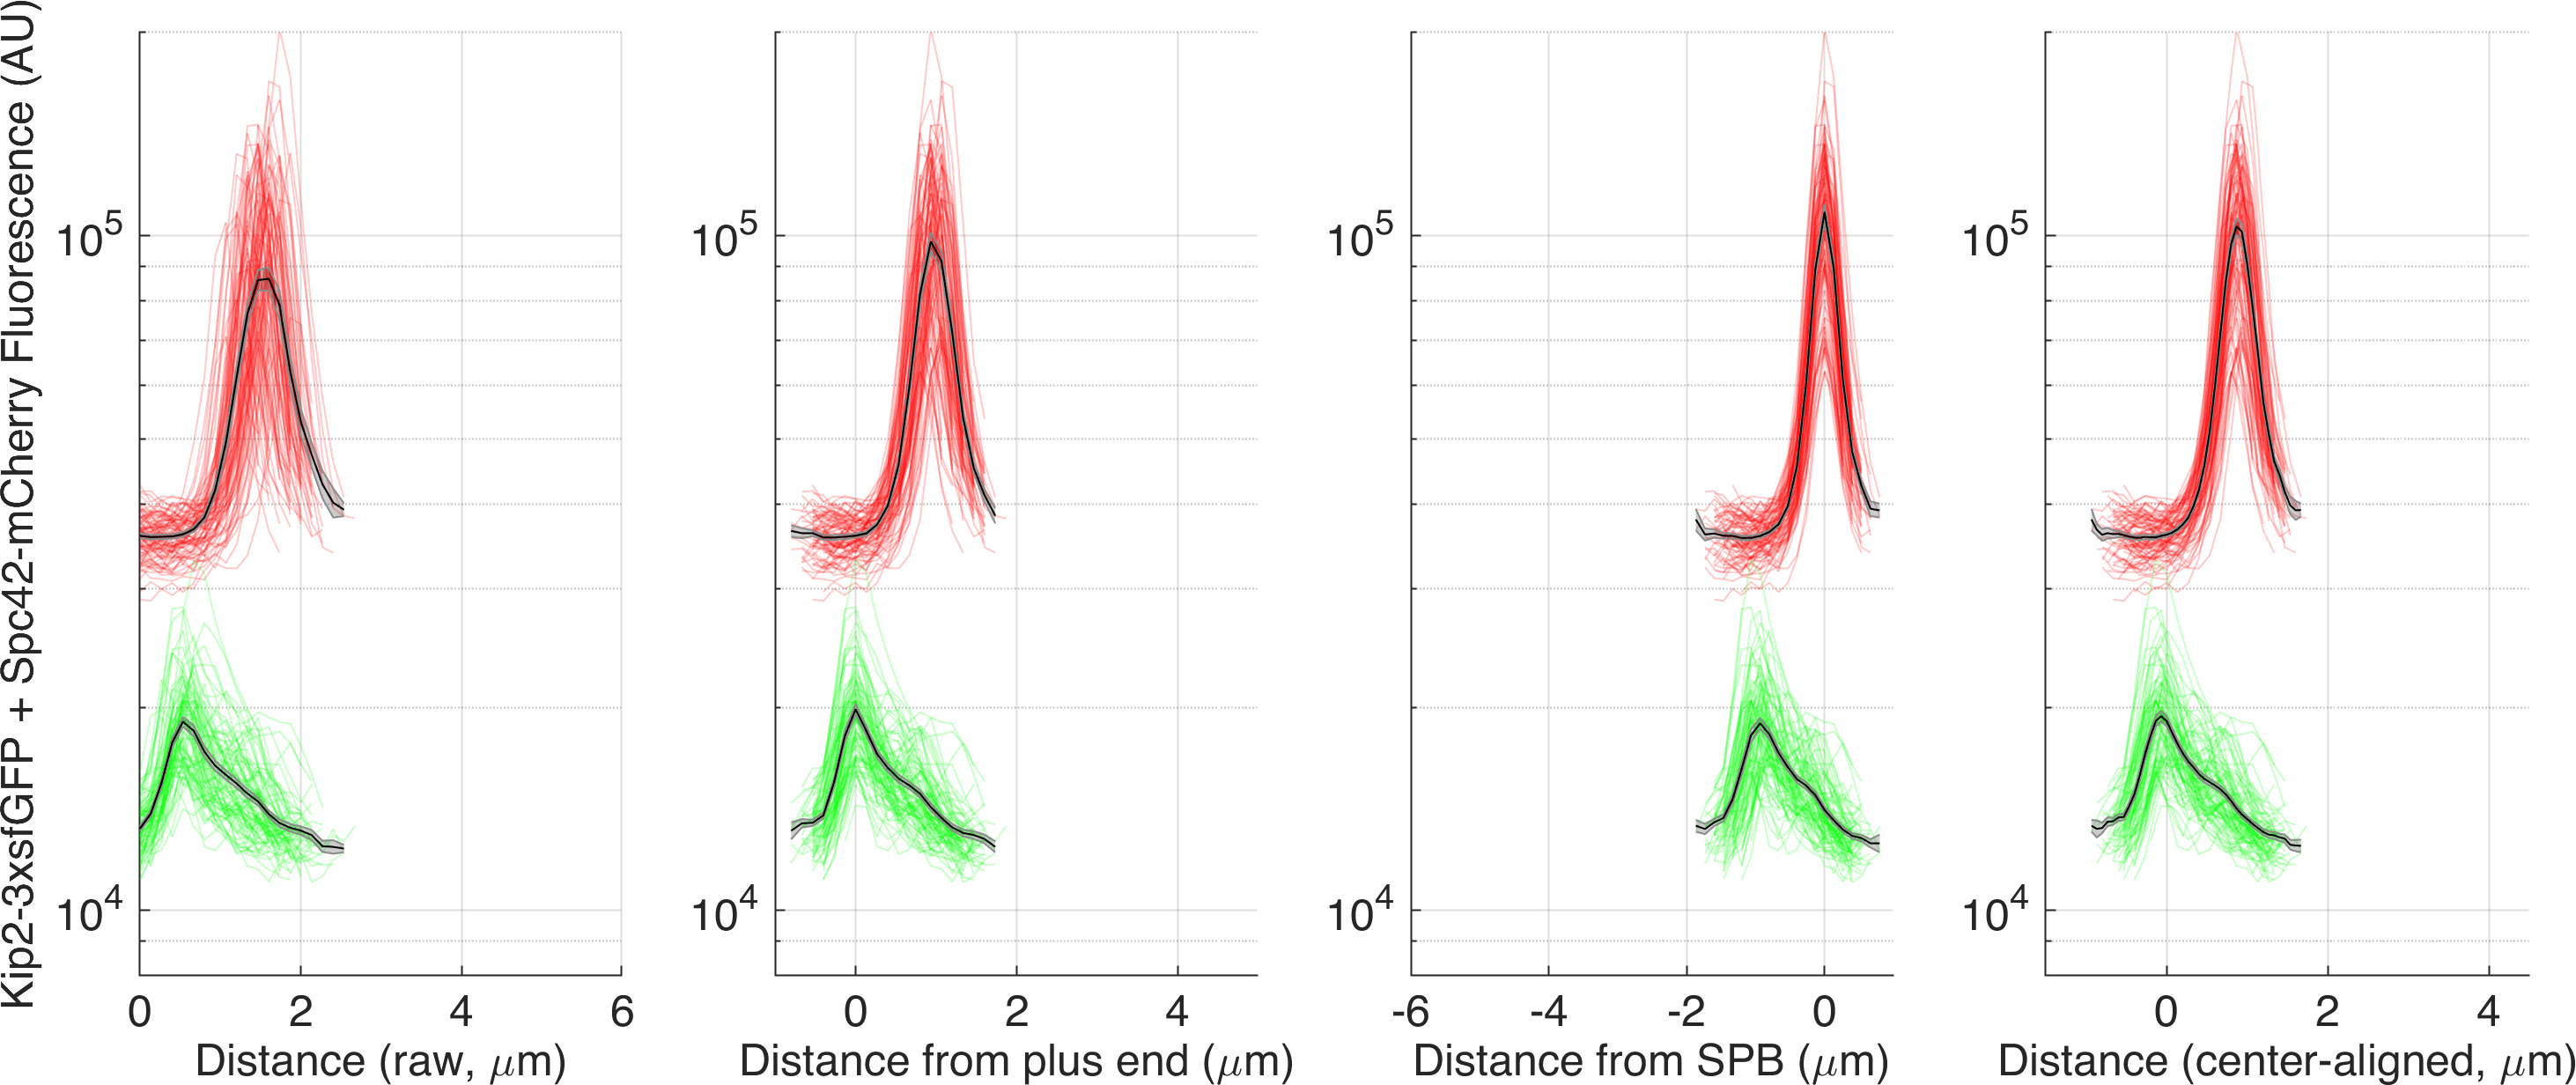 Kip2-3xsfGFP + Spc42-mCherry Fluorescence (AU)
10^5
10^4
0 2 4 6
Distance (raw, μm)
10^5
10^4
0 2 4
Distance from plus end (μm)
10^5
10^4
-6 -4 -2 0
Distance from SPB (μm)
10^5
10^4
0 2 4
Distance (center-aligned, μm)